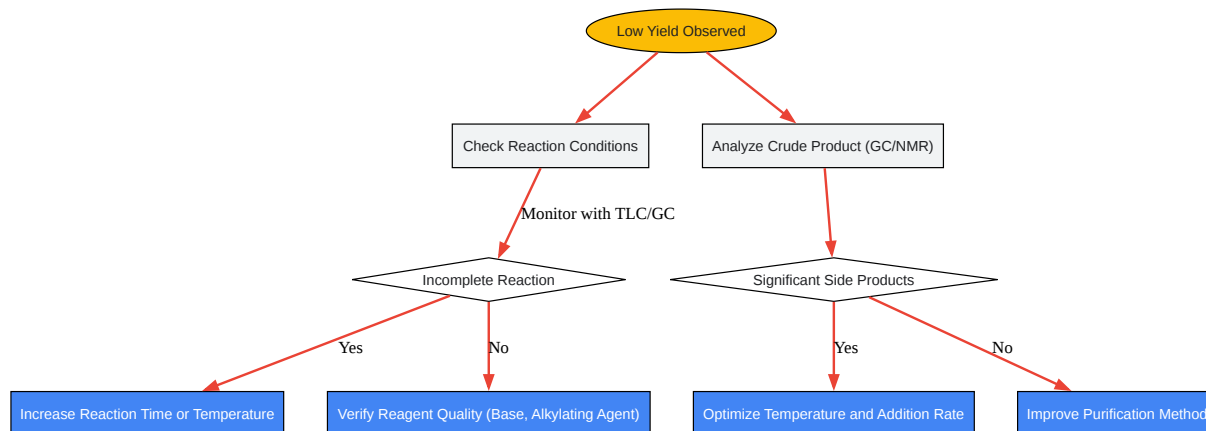 Low Yield Observed
Check Reaction Conditions
Analyze Crude Product (GC/NMR)
Monitor with TLC/GC
Incomplete Reaction
Significant Side Products
Yes
No
Yes
No
Increase Reaction Time or Temperature
Verify Reagent Quality (Base, Alkylating Agent)
Optimize Temperature and Addition Rate
Improve Purification Method